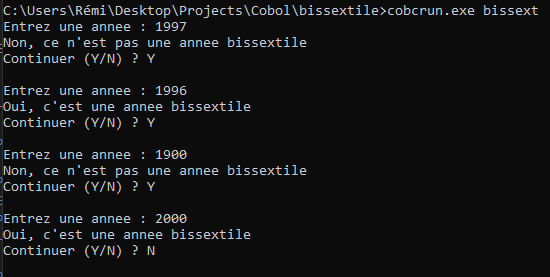 C:\Users\Rémi\Desktop\Projects\Cobol\bissextile>cobcrun.exe bissext
Entrez une annee : 1997
Non, ce n'est pas une annee bissextile
Continuer (Y/N) ? Y
Entrez une annee : 1996
Oui, c'est une annee bissextile
Continuer (Y/N) ? Y
Entrez une annee : 1900
Non, ce n'est pas une annee bissextile
Continuer (Y/N) ? Y
Entrez une annee : 2000
Oui, c'est une annee bissextile
Continuer (Y/N) ? N